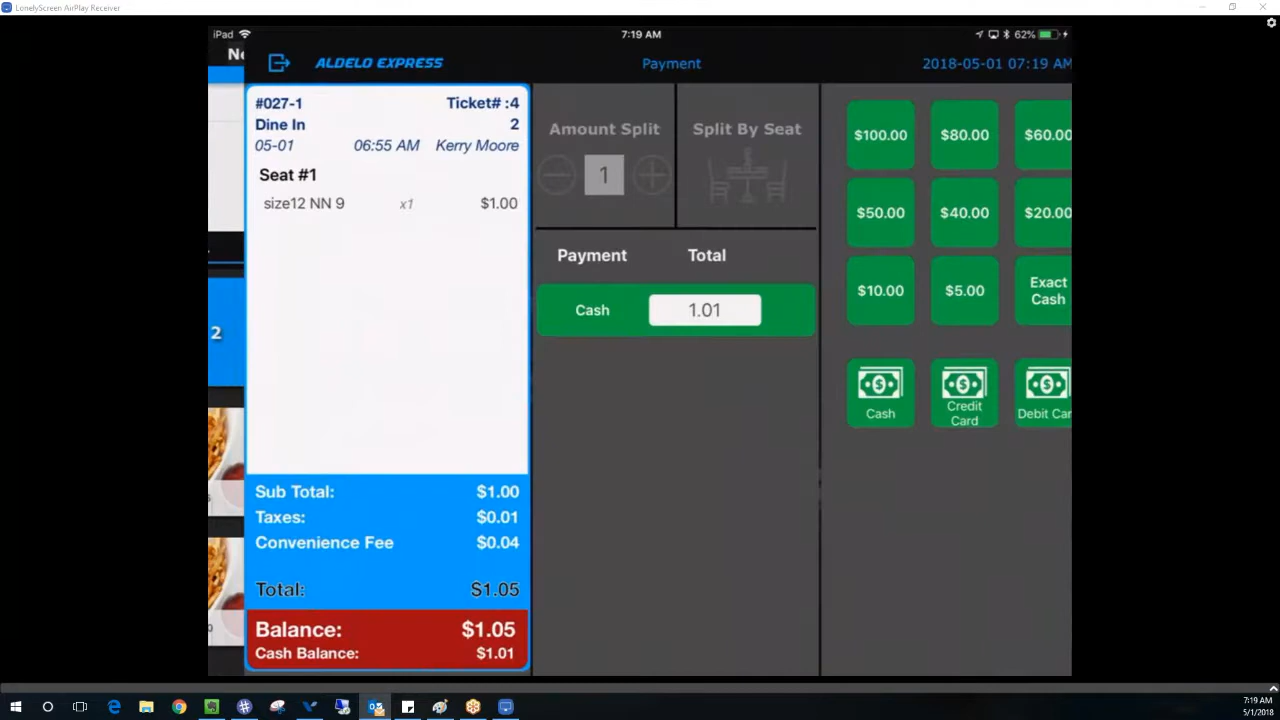 LonelyScreen AirPlay Receiver
iPad 7:19 AM 62%
ALDELO EXPRESS Payment 2018-05-01 07:19 AM
#027-1 Ticket# :4
Dine In 2
05-01 06:55 AM Kerry Moore
Seat #1
size12 NN 9 x1 $1.00
Sub Total: $1.00
Taxes: $0.01
Convenience Fee $0.04
Total: $1.05
Balance: $1.05
Cash Balance: $1.01
2
Amount Split Split By Seat
1
Payment Total
Cash 1.01
$100.00 $80.00 $60.00
$50.00 $40.00 $20.00
$10.00 $5.00 Exact
Cash
Cash Credit
Card Debit Car
7:19 AM
5/1/2018